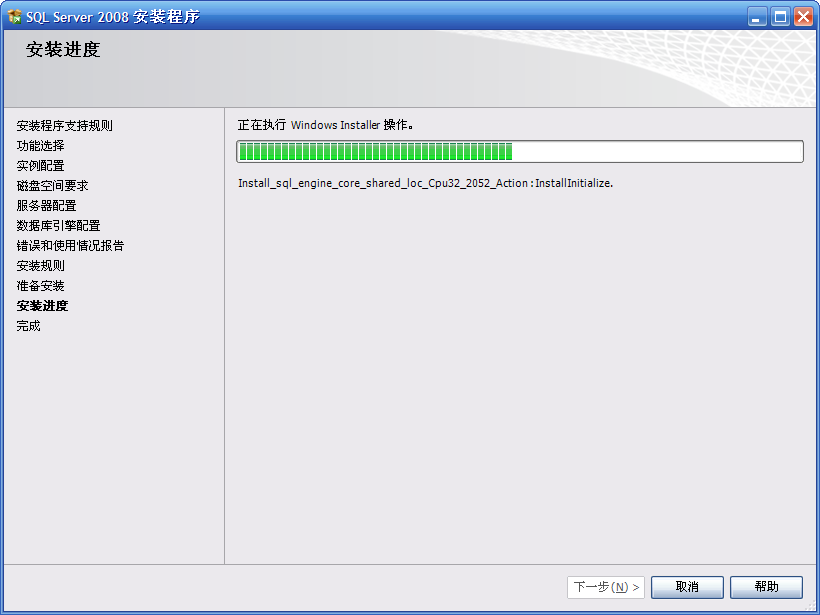 SQL Server 2008 安装程序
安装进度
安装程序支持规则
功能选择
实例配置
磁盘空间要求
服务器配置
数据库引擎配置
错误和使用情况报告
安装规则
准备安装
安装进度
完成
正在执行 Windows Installer 操作。
Install_sql_engine_core_shared_loc_Cpu32_2052_Action : InstallInitialize.
下一步(N) >
取消
帮助